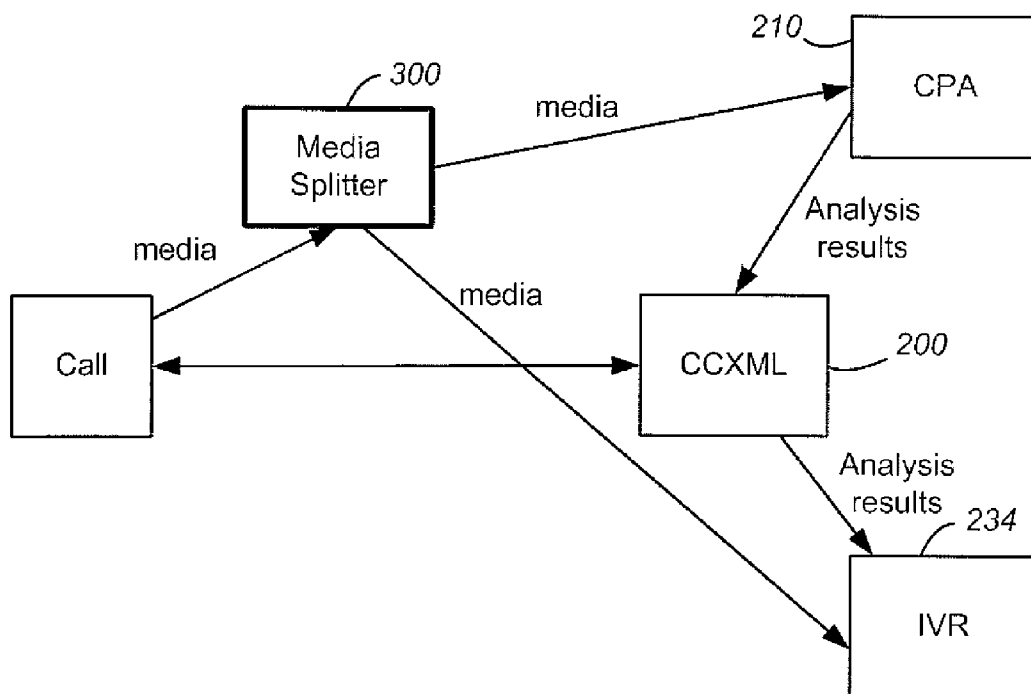 210
CPA
300
media
Media
Splitter
Analysis
results
media
media
Call
CCXML
200
Analysis
results
234
IVR